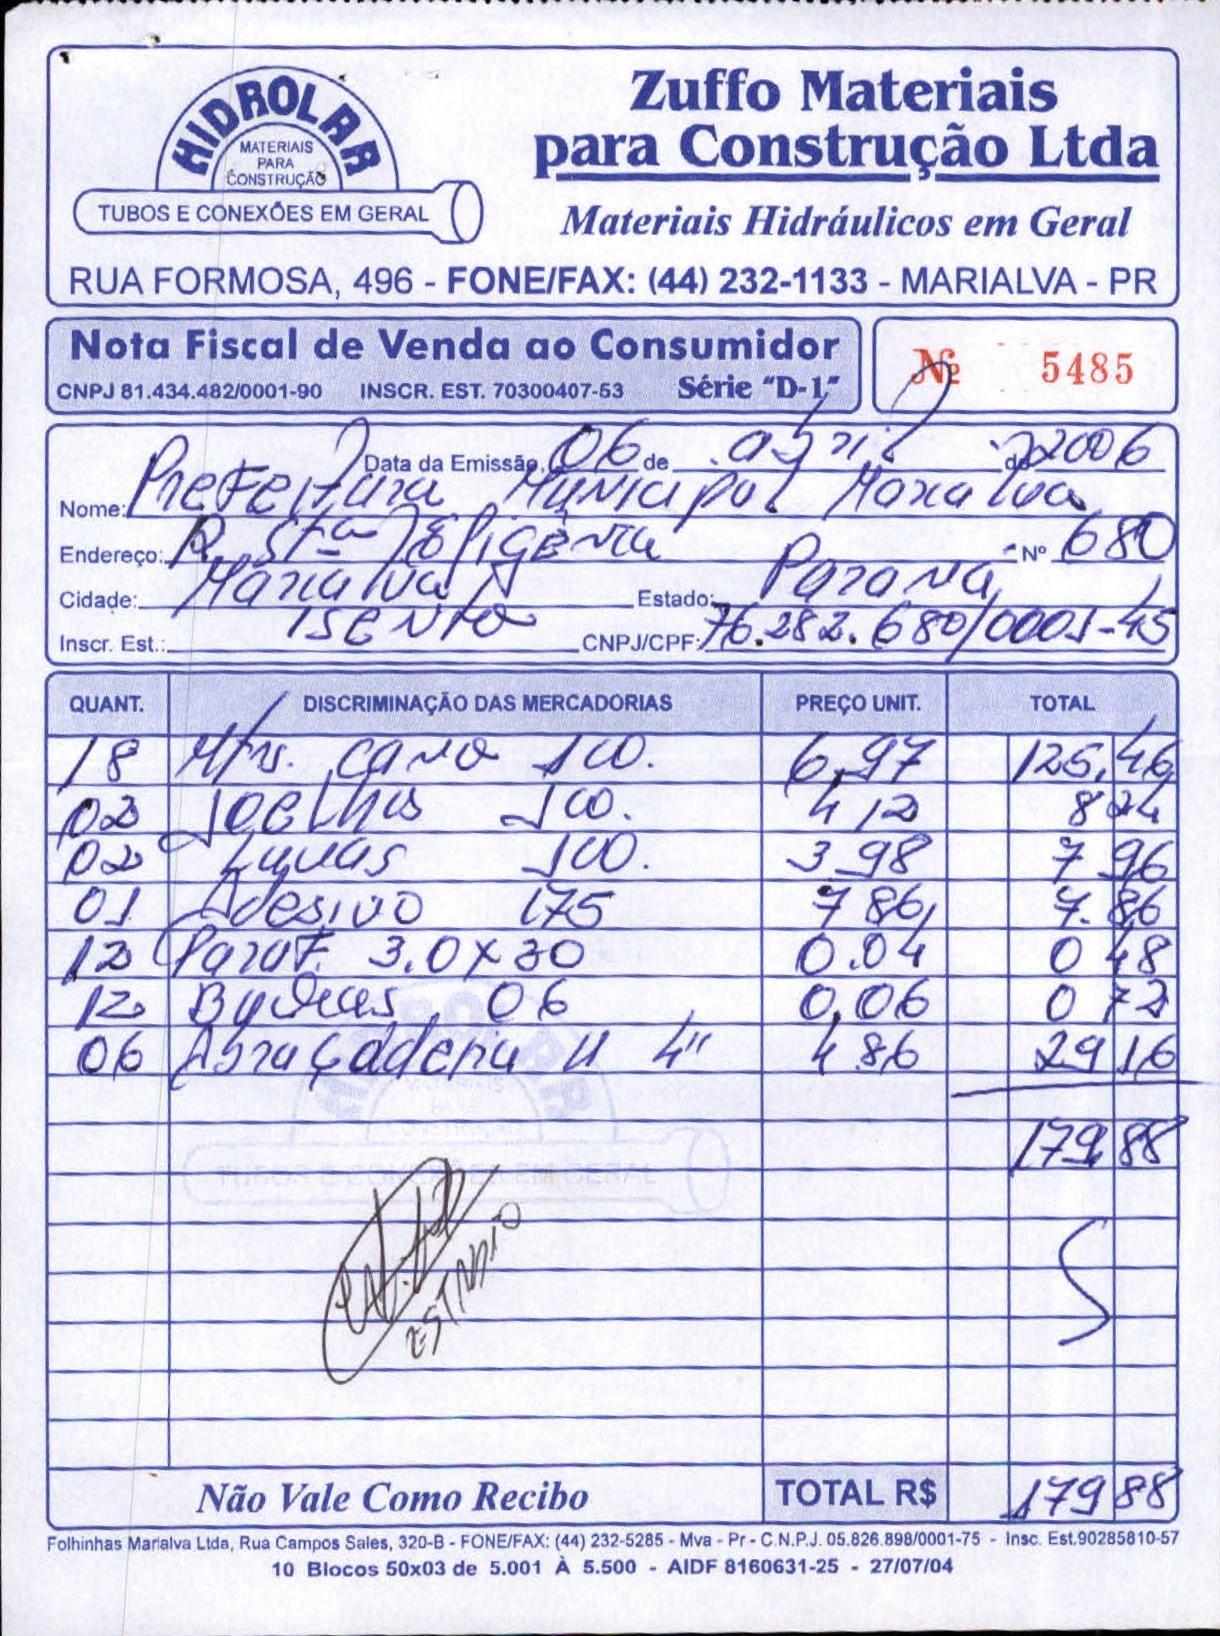 HIDROLAR
MATERIAIS
PARA
CONSTRUÇÃO
TUBOS E CONEXÕES EM GERAL
Zuffo Materiais
para Construção Ltda
Materiais Hidráulicos em Geral
RUA FORMOSA, 496 - FONE/FAX: (44) 232-1133 - MARIALVA - PR
Nota Fiscal de Venda ao Consumidor
CNPJ 81.434.482/0001-90 INSCR. EST. 70300407-53 Série "D-1"
Nº 5485
Data da Emissão, 06 de abril de 2006
Nome: Prefeitura Municipal Marialva
Endereço: R. Stª Efigênia Nº 680
Cidade: Marialva Estado: Parana
Inscr. Est.: Isento CNPJ/CPF: 76.282.680/0001-45
QUANT. DISCRIMINAÇÃO DAS MERCADORIAS PREÇO UNIT. TOTAL
18 Mts. cano 100. 6,97 125,46
02 Joelhos 100. 4 12 8 24
02 Luvas 100. 3 98 7 96
01 Adesivo 175 7 86 7.86
12 Paraf. 3.0 x 30 0.04 0 48
12 Buchas 06 0,06 0 72
06 Abraçadeira U 4" 4 86 29 16
179,88
ESTADIO
Não Vale Como Recibo TOTAL R$ 179 88
Folhinhas Marialva Ltda, Rua Campos Sales, 320-B - FONE/FAX: (44) 232-5285 - Mva - Pr - C.N.P.J. 05.826.898/0001-75 - Insc. Est.90285810-57
10 Blocos 50x03 de 5.001 À 5.500 - AIDF 8160631-25 - 27/07/04